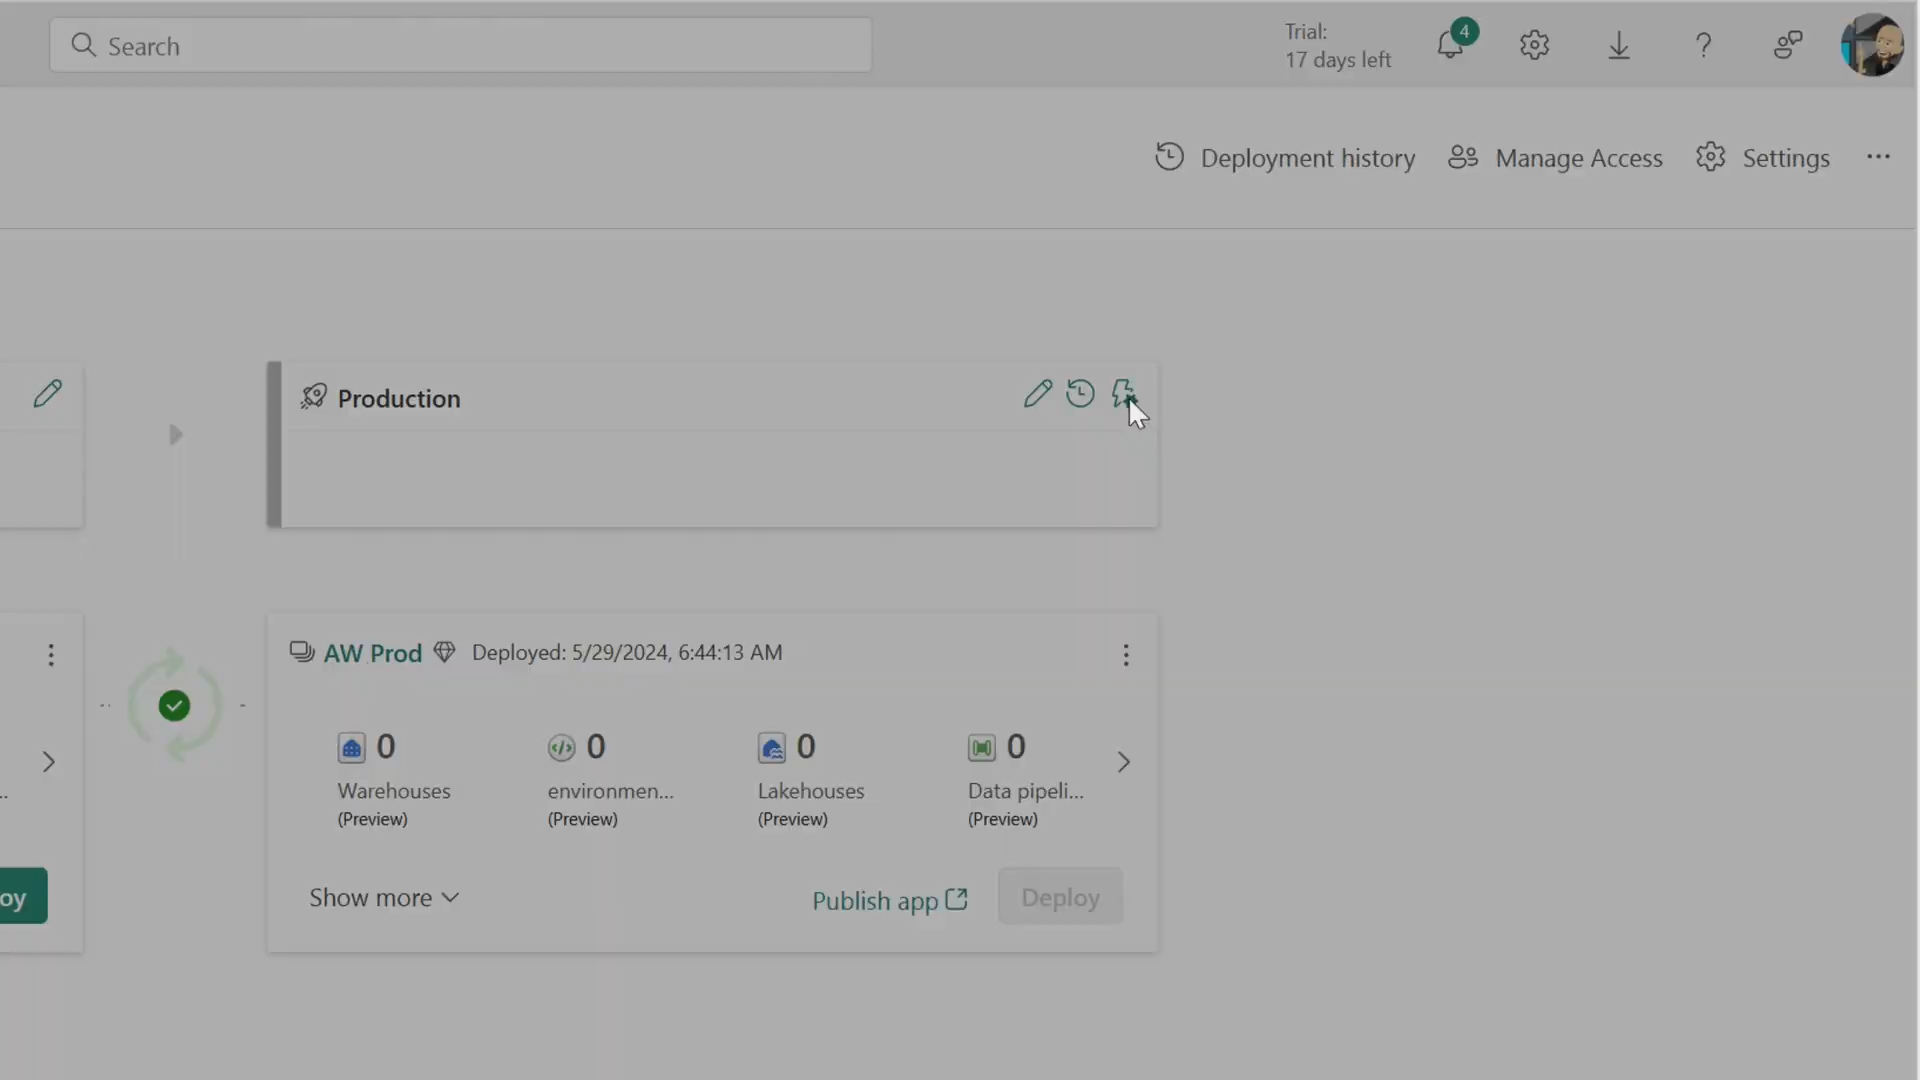 Search
Trial:
17 days left
4
Deployment history
Manage Access
Settings
Production
AW Prod
Deployed: 5/29/2024, 6:44:13 AM
0
Warehouses
(Preview)
0
environmen...
(Preview)
0
Lakehouses
(Preview)
0
Data pipeli...
(Preview)
Show more
Publish app
Deploy
oy